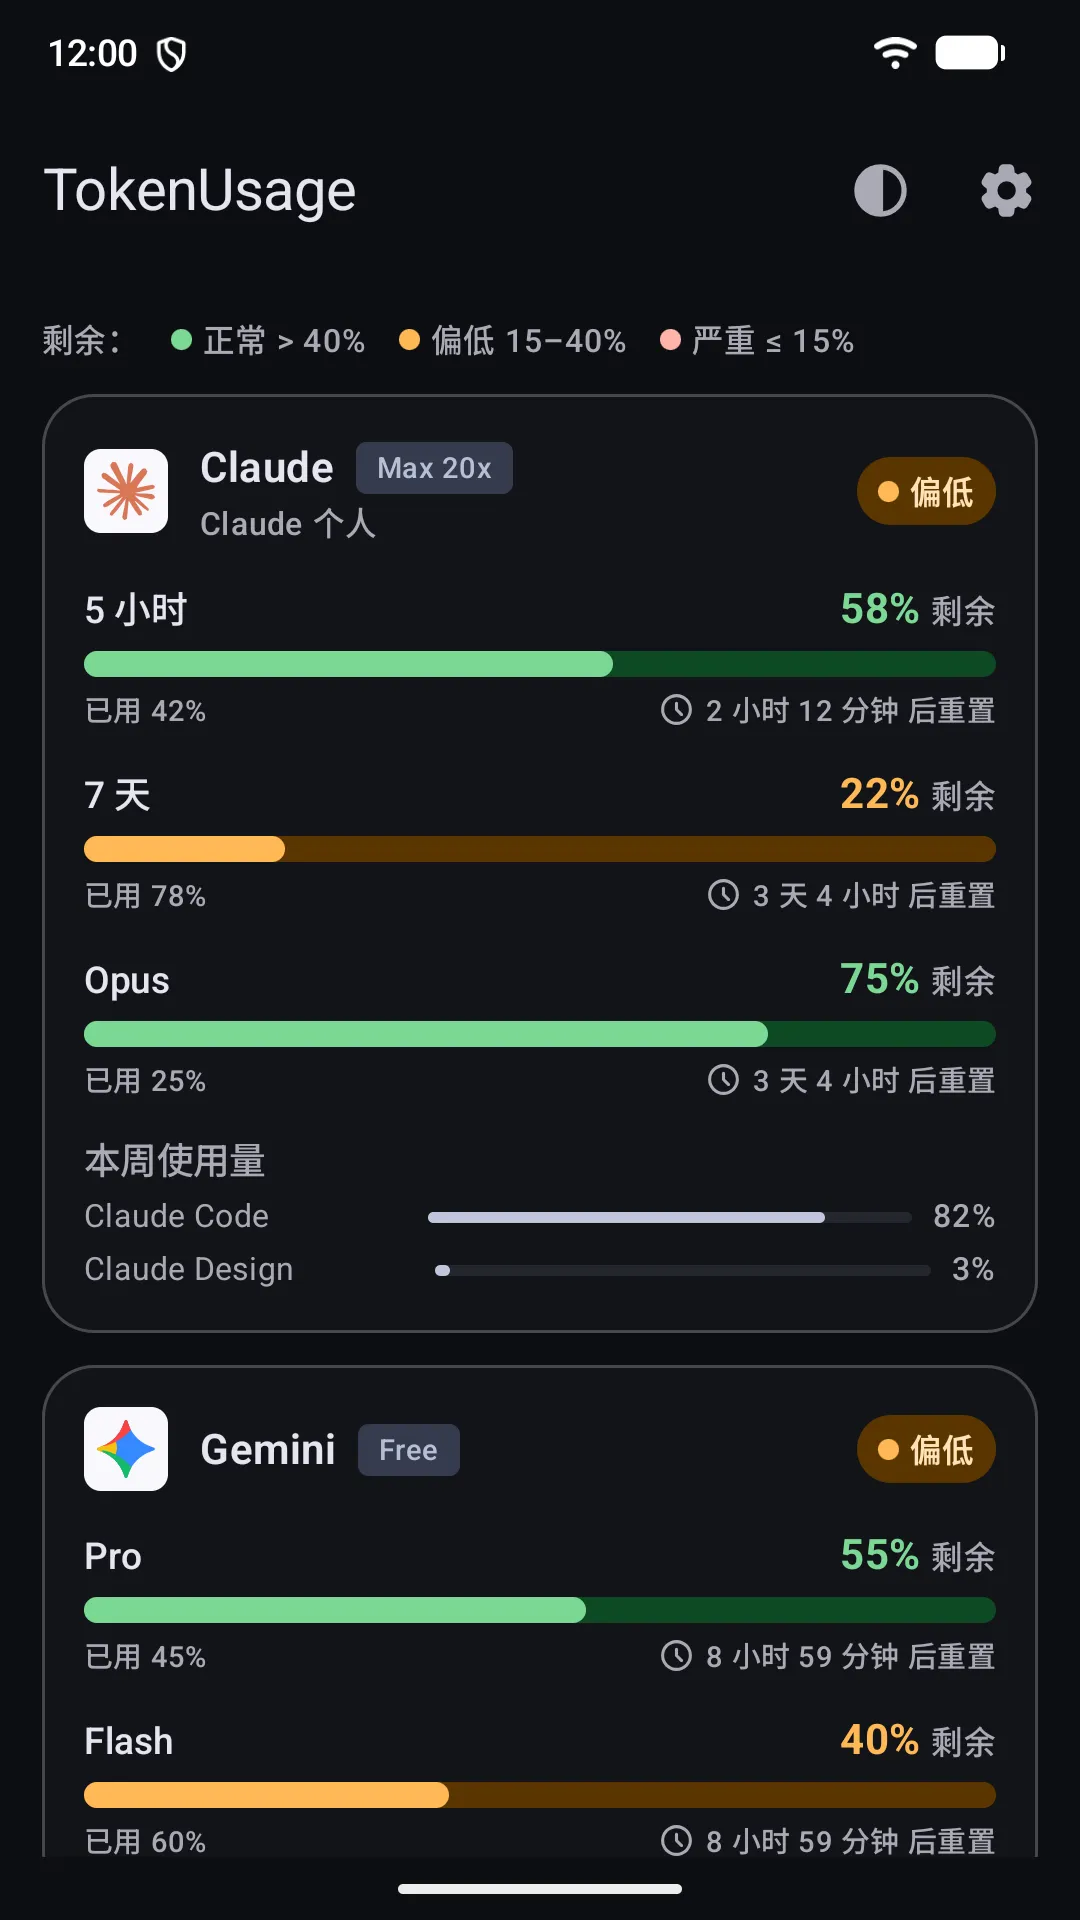 12:00
TokenUsage
剩余： 正常 > 40% 偏低 15–40% 严重 ≤ 15%
Claude Max 20x
Claude 个人
偏低
5 小时 58% 剩余
已用 42% 2 小时 12 分钟 后重置
7 天 22% 剩余
已用 78% 3 天 4 小时 后重置
Opus 75% 剩余
已用 25% 3 天 4 小时 后重置
本周使用量
Claude Code 82%
Claude Design 3%
Gemini Free 偏低
Pro 55% 剩余
已用 45% 8 小时 59 分钟 后重置
Flash 40% 剩余
已用 60% 8 小时 59 分钟 后重置